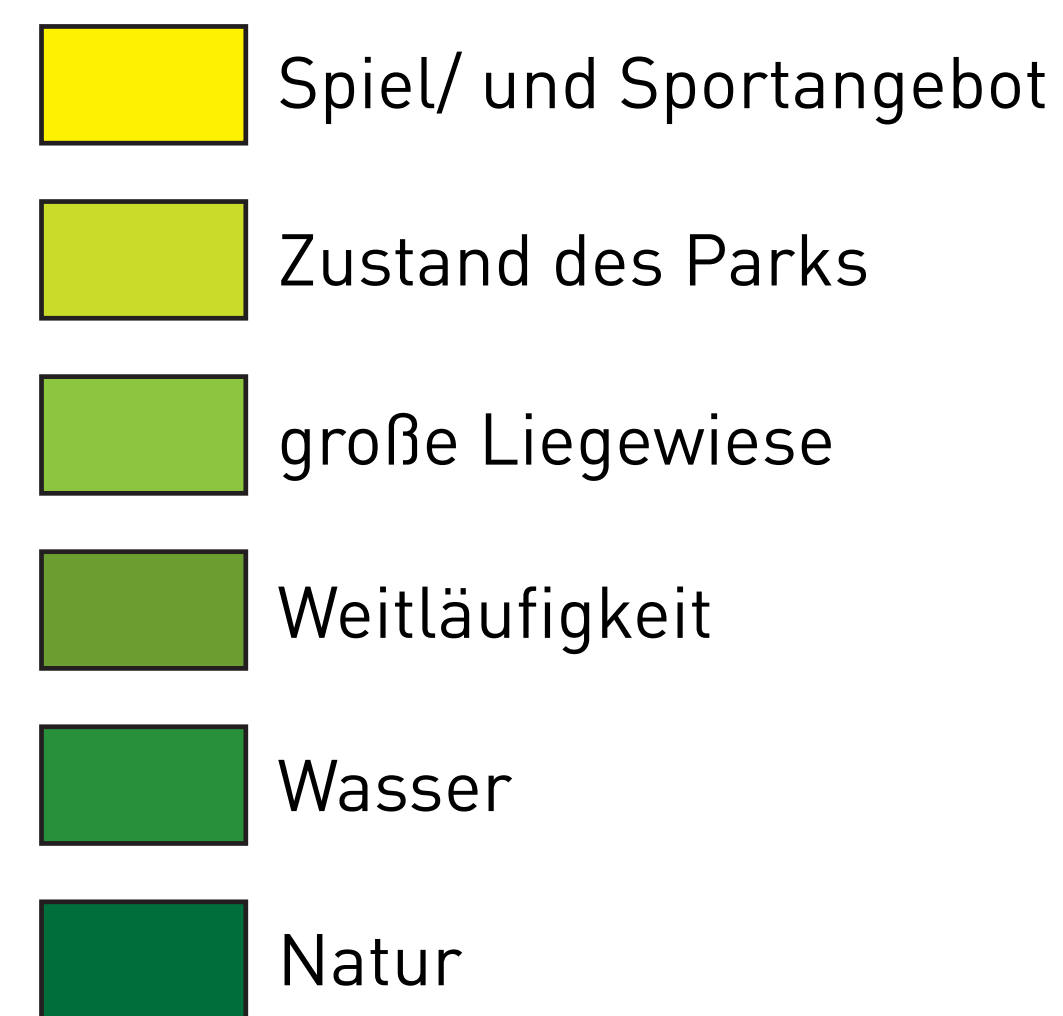 Spiel/ und Sportangebot
Zustand des Parks
große Liegewiese
Weitläufigkeit
Wasser
Natur